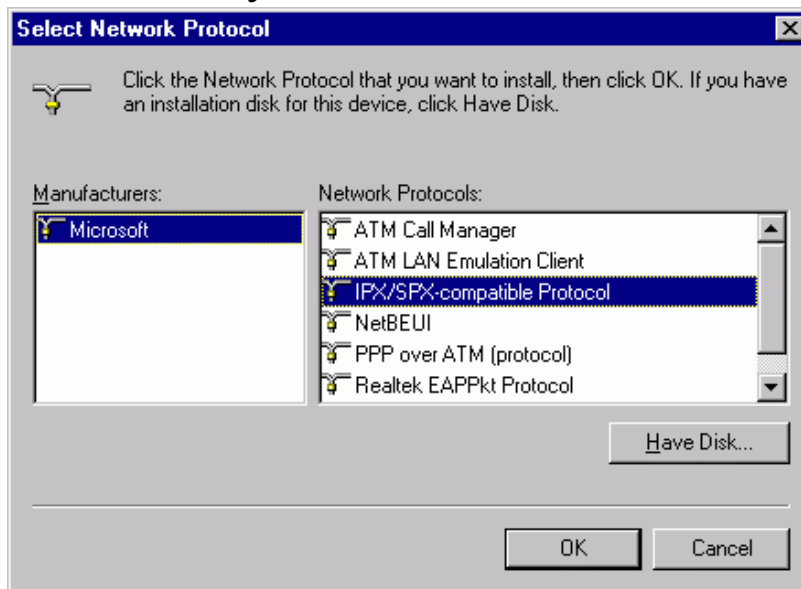 Select Network Protocol
Click the Network Protocol that you want to install, then click OK. If you have
an installation disk for this device, click Have Disk.
Manufacturers:
Microsoft
Network Protocols:
ATM Call Manager
ATM LAN Emulation Client
IPX/SPX-compatible Protocol
NetBEUI
PPP over ATM (protocol)
Realtek EAPPkt Protocol
Have Disk...
OK
Cancel